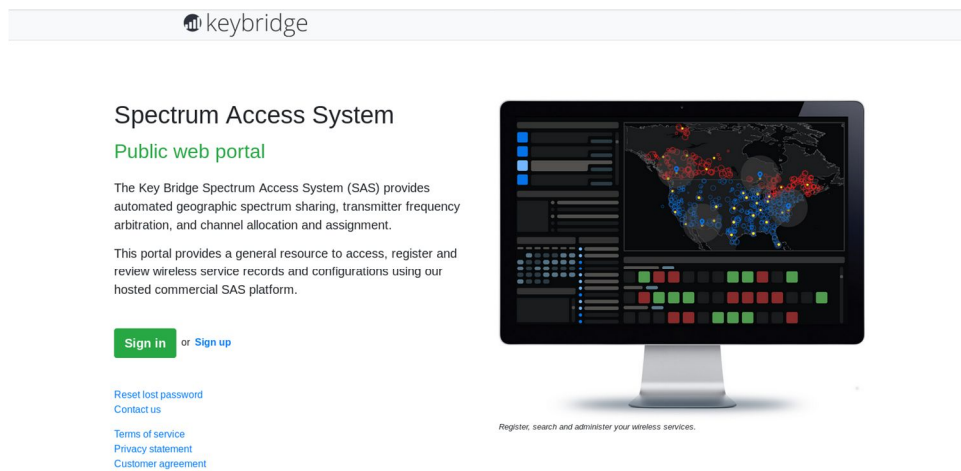 keybridge
Spectrum Access System
Public web portal
The Key Bridge Spectrum Access System (SAS) provides
automated geographic spectrum sharing, transmitter frequency
arbitration, and channel allocation and assignment.
This portal provides a general resource to access, register and
review wireless service records and configurations using our
hosted commercial SAS platform.
Sign in or Sign up
Reset lost password
Contact us
Terms of service
Privacy statement
Customer agreement
Register, search and administer your wireless services.